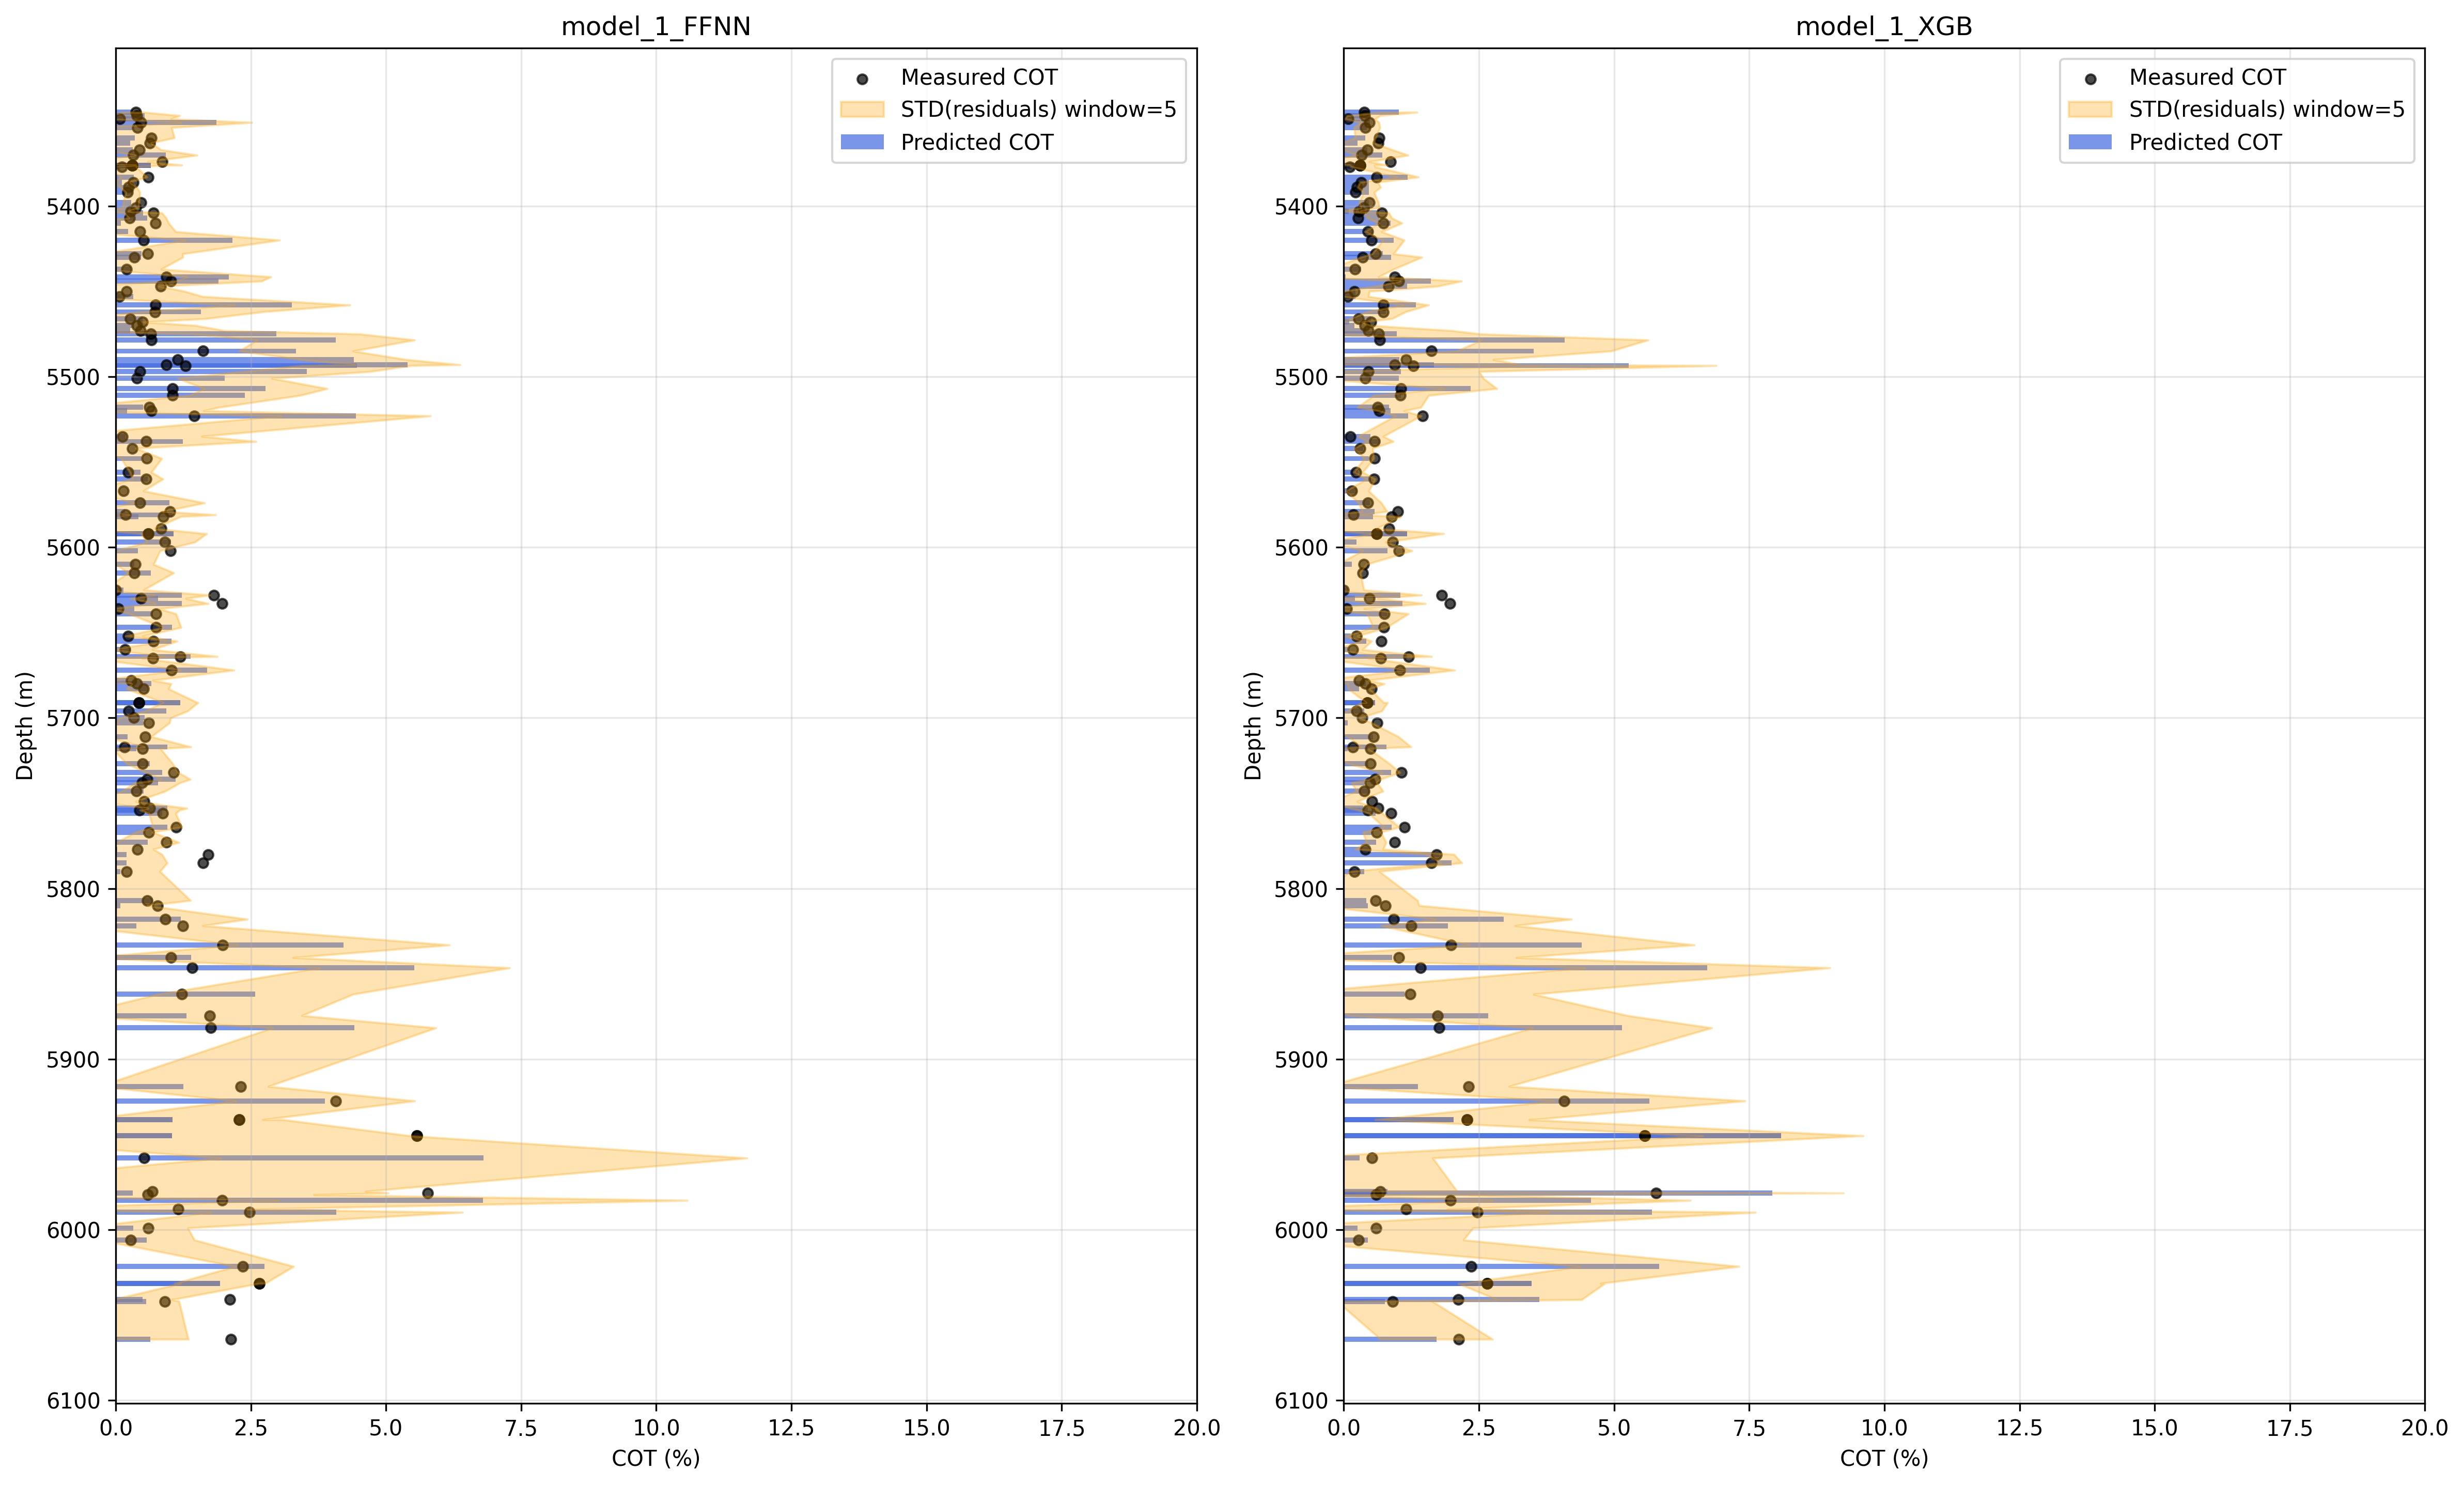 model_1_FFNN
Measured COT
STD(residuals) window=5
Predicted COT
Depth (m)
5400
5500
5600
5700
5800
5900
6000
6100
0.0 2.5 5.0 7.5 10.0 12.5 15.0 17.5 20.0
COT (%)
model_1_XGB
Measured COT
STD(residuals) window=5
Predicted COT
Depth (m)
5400
5500
5600
5700
5800
5900
6000
6100
0.0 2.5 5.0 7.5 10.0 12.5 15.0 17.5 20.0
COT (%)